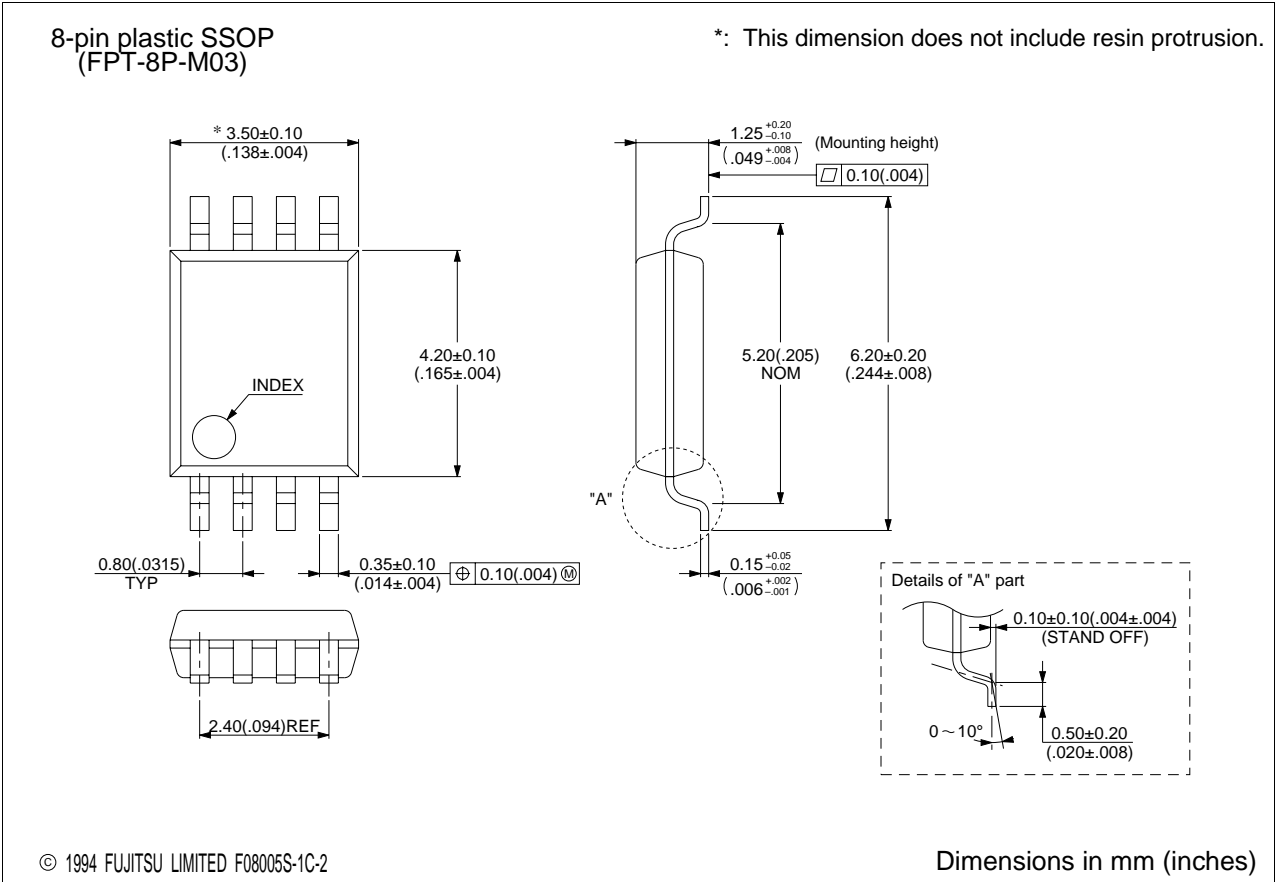 8-pin plastic SSOP
(FPT-8P-M03)
*: This dimension does not include resin protrusion.
* 3.50±0.10
(.138±.004)
1.25 +0.20 –0.10
(.049 +.008 –.004)
(Mounting height)
0.10(.004)
4.20±0.10
(.165±.004)
INDEX
5.20(.205)
NOM
6.20±0.20
(.244±.008)
"A"
0.80(.0315)
TYP
0.35±0.10
(.014±.004)
⌖ 0.10(.004) Ⓜ
0.15 +0.05 –0.02
(.006 +.002 –.001)
Details of "A" part
0.10±0.10(.004±.004)
(STAND OFF)
0~10°
0.50±0.20
(.020±.008)
2.40(.094)REF
© 1994 FUJITSU LIMITED F08005S-1C-2
Dimensions in mm (inches)